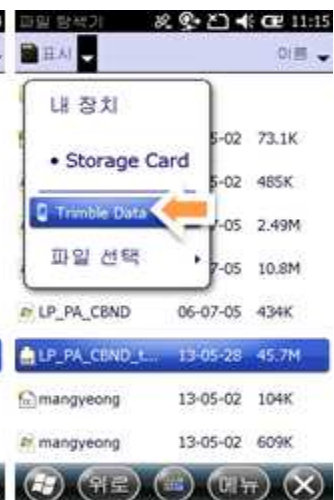 파일 탐색기 11:15
표시 이름
내 장치
5-02 73.1K
• Storage Card
5-02 485K
Trimble Data
7-05 2.49M
파일 선택
7-05 10.8M
LP_PA_CBND 06-07-05 434K
LP_PA_CBND_t... 13-05-28 45.7M
mangyeong 13-05-02 104K
mangyeong 13-05-02 609K
위로 메뉴